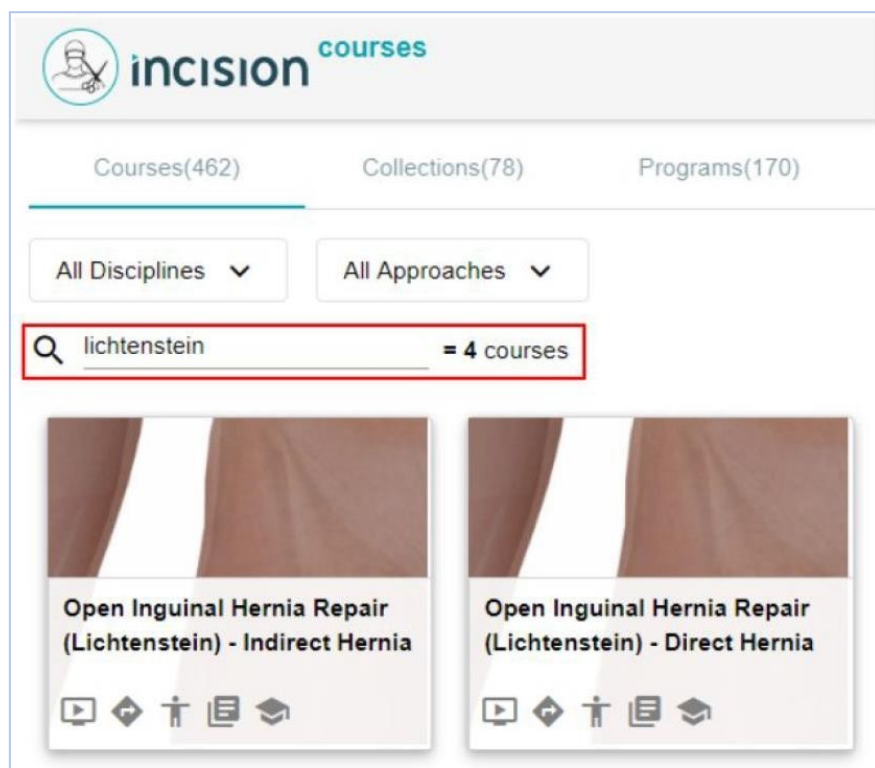 incision courses
Courses(462) Collections(78) Programs(170)
All Disciplines All Approaches
lichtenstein = 4 courses
Open Inguinal Hernia Repair
(Lichtenstein) - Indirect Hernia
Open Inguinal Hernia Repair
(Lichtenstein) - Direct Hernia